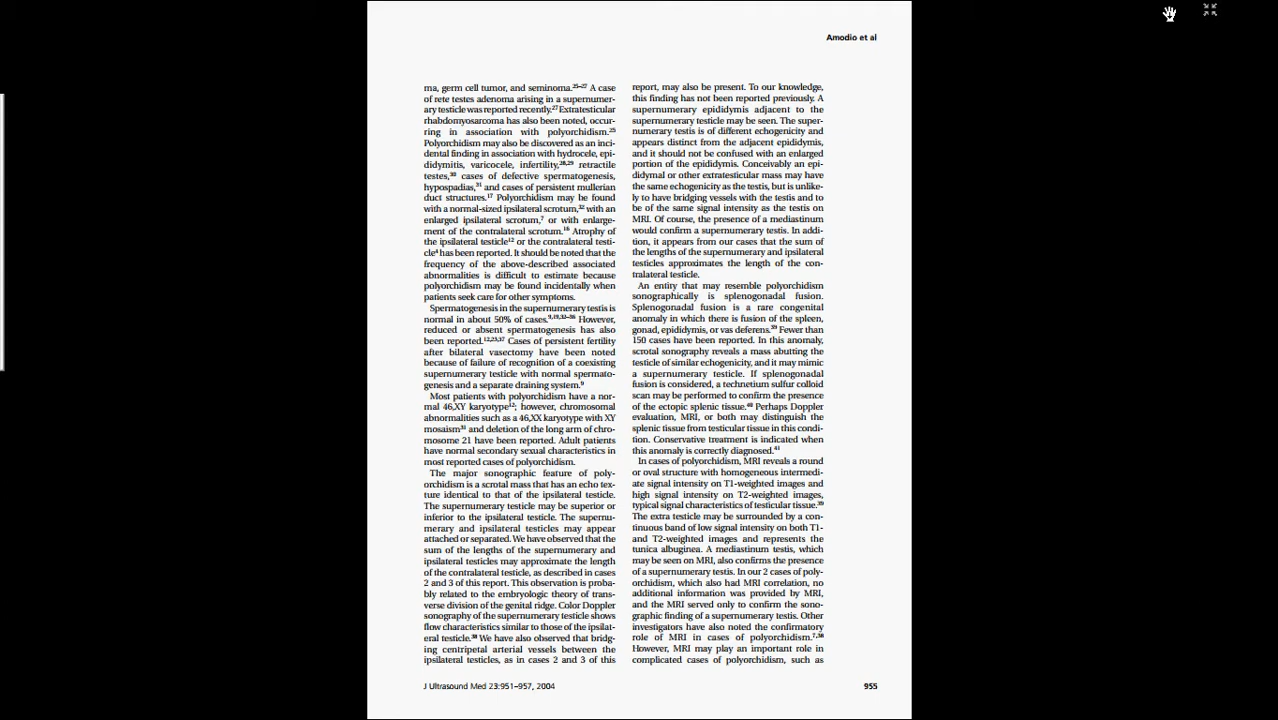 Amodio et al
ma, germ cell tumor, and seminoma.25–27 A case
of rete testes adenoma arising in a supernumer-
ary testicle was reported recently.27 Extratesticular
rhabdomyosarcoma has also been noted, occur-
ring in association with polyorchidism.25
Polyorchidism may also be discovered as an inci-
dental finding in association with hydrocele, epi-
didymitis, varicocele, infertility,28,29 retractile
testes,30 cases of defective spermatogenesis,
hypospadias,31 and cases of persistent mullerian
duct structures.17 Polyorchidism may be found
with a normal-sized ipsilateral scrotum,32 with an
enlarged ipsilateral scrotum,7 or with enlarge-
ment of the contralateral scrotum.16 Atrophy of
the ipsilateral testicle12 or the contralateral testi-
cle4 has been reported. It should be noted that the
frequency of the above-described associated
abnormalities is difficult to estimate because
polyorchidism may be found incidentally when
patients seek care for other symptoms.
Spermatogenesis in the supernumerary testis is
normal in about 50% of cases.9,19,32–36 However,
reduced or absent spermatogenesis has also
been reported.12,23,37 Cases of persistent fertility
after bilateral vasectomy have been noted
because of failure of recognition of a coexisting
supernumerary testicle with normal spermato-
genesis and a separate draining system.9
Most patients with polyorchidism have a nor-
mal 46,XY karyotype12; however, chromosomal
abnormalities such as a 46,XX karyotype with XY
mosaism31 and deletion of the long arm of chro-
mosome 21 have been reported. Adult patients
have normal secondary sexual characteristics in
most reported cases of polyorchidism.
The major sonographic feature of poly-
orchidism is a scrotal mass that has an echo tex-
ture identical to that of the ipsilateral testicle.
The supernumerary testicle may be superior or
inferior to the ipsilateral testicle. The supernu-
merary and ipsilateral testicles may appear
attached or separated. We have observed that the
sum of the lengths of the supernumerary and
ipsilateral testicles may approximate the length
of the contralateral testicle, as described in cases
2 and 3 of this report. This observation is proba-
bly related to the embryologic theory of trans-
verse division of the genital ridge. Color Doppler
sonography of the supernumerary testicle shows
flow characteristics similar to those of the ipsilat-
eral testicle.38 We have also observed that bridg-
ing centripetal arterial vessels between the
ipsilateral testicles, as in cases 2 and 3 of this
report, may also be present. To our knowledge,
this finding has not been reported previously. A
supernumerary epididymis adjacent to the
supernumerary testicle may be seen. The super-
numerary testis is of different echogenicity and
appears distinct from the adjacent epididymis,
and it should not be confused with an enlarged
portion of the epididymis. Conceivably an epi-
didymal or other extratesticular mass may have
the same echogenicity as the testis, but is unlike-
ly to have bridging vessels with the testis and to
be of the same signal intensity as the testis on
MRI. Of course, the presence of a mediastinum
would confirm a supernumerary testis. In addi-
tion, it appears from our cases that the sum of
the lengths of the supernumerary and ipsilateral
testicles approximates the length of the con-
tralateral testicle.
An entity that may resemble polyorchidism
sonographically is splenogonadal fusion.
Splenogonadal fusion is a rare congenital
anomaly in which there is fusion of the spleen,
gonad, epididymis, or vas deferens.39 Fewer than
150 cases have been reported. In this anomaly,
scrotal sonography reveals a mass abutting the
testicle of similar echogenicity, and it may mimic
a supernumerary testicle. If splenogonadal
fusion is considered, a technetium sulfur colloid
scan may be performed to confirm the presence
of the ectopic splenic tissue.40 Perhaps Doppler
evaluation, MRI, or both may distinguish the
splenic tissue from testicular tissue in this condi-
tion. Conservative treatment is indicated when
this anomaly is correctly diagnosed.41
In cases of polyorchidism, MRI reveals a round
or oval structure with homogeneous intermedi-
ate signal intensity on T1-weighted images and
high signal intensity on T2-weighted images,
typical signal characteristics of testicular tissue.39
The extra testicle may be surrounded by a con-
tinuous band of low signal intensity on both T1-
and T2-weighted images and represents the
tunica albuginea. A mediastinum testis, which
may be seen on MRI, also confirms the presence
of a supernumerary testis. In our 2 cases of poly-
orchidism, which also had MRI correlation, no
additional information was provided by MRI,
and the MRI served only to confirm the sono-
graphic finding of a supernumerary testis. Other
investigators have also noted the confirmatory
role of MRI in cases of polyorchidism.7,38
However, MRI may play an important role in
complicated cases of polyorchidism, such as
J Ultrasound Med 23:951–957, 2004
955